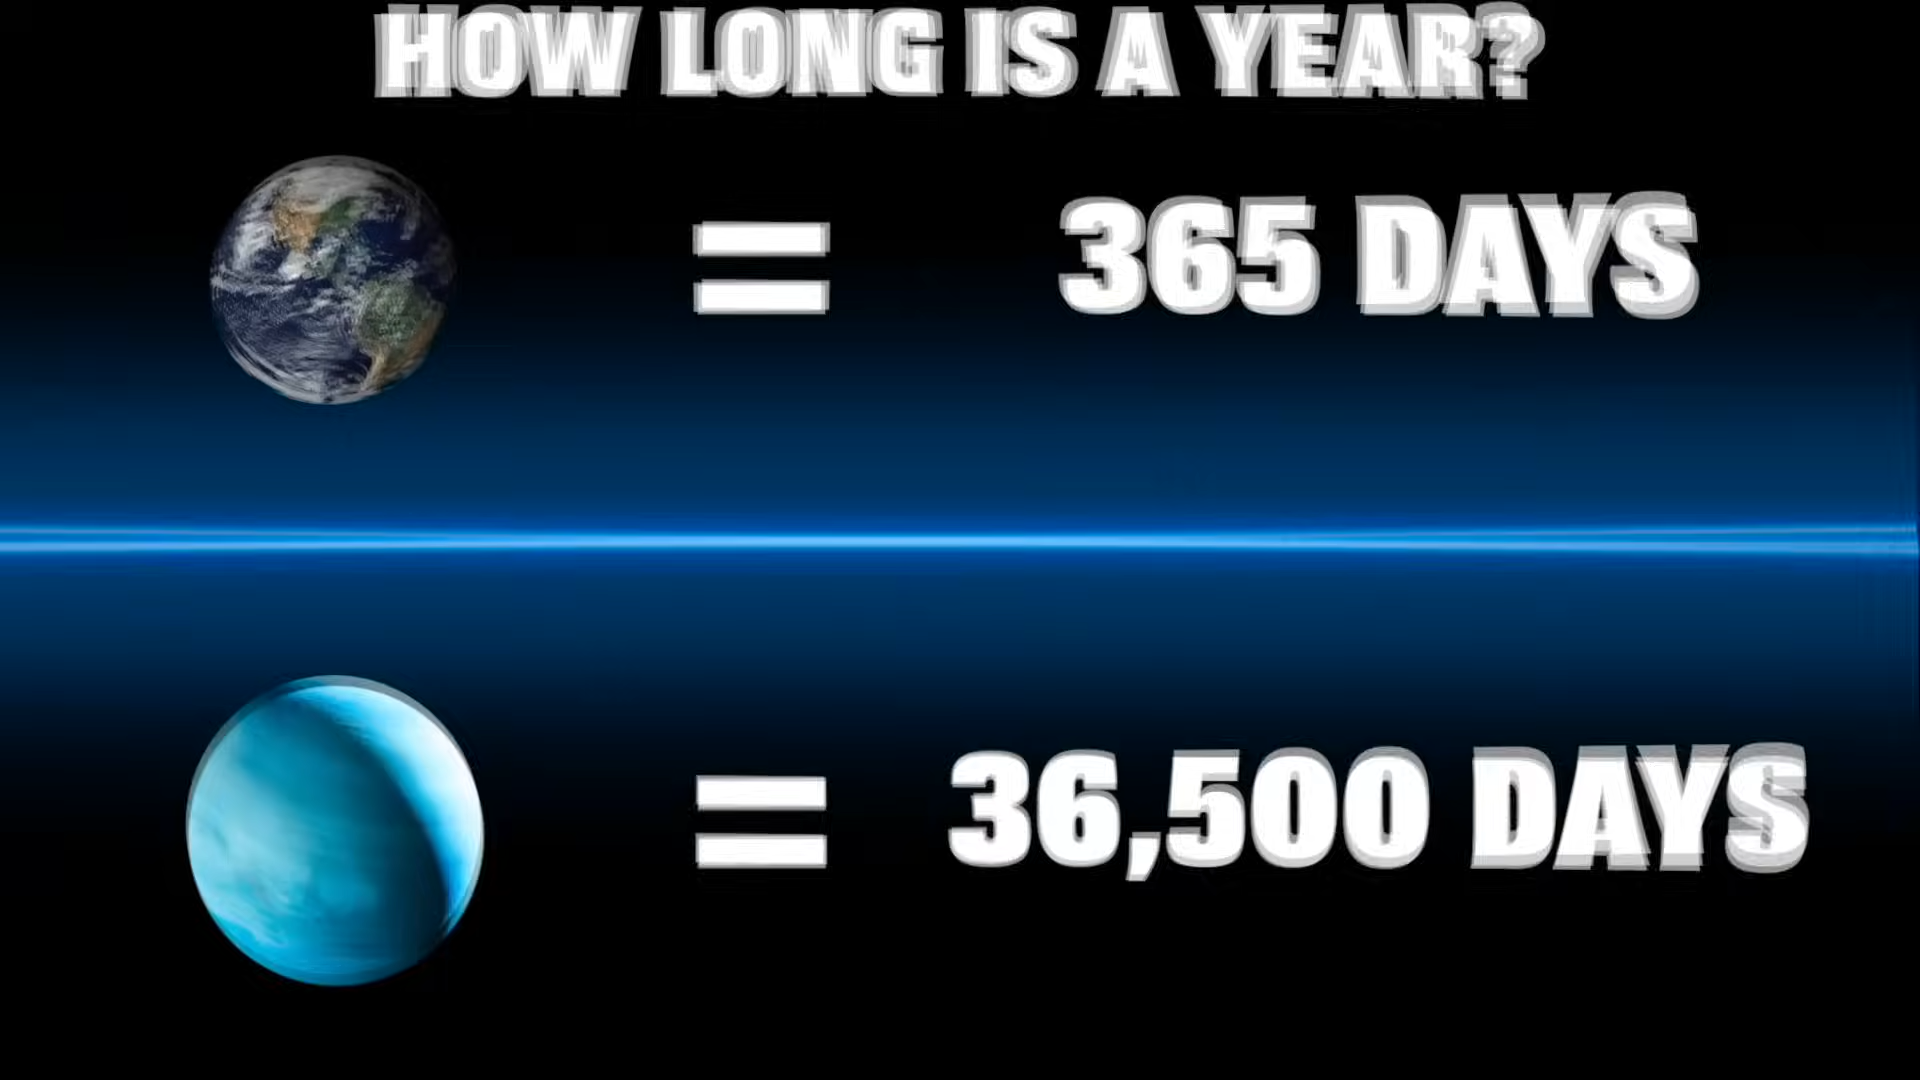 HOW LONG IS A YEAR?
= 365 DAYS
= 36,500 DAYS